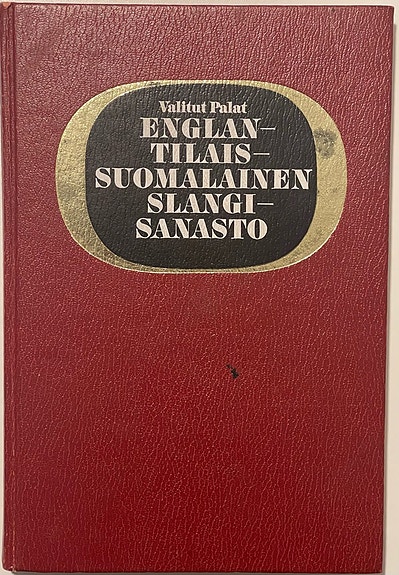 Valitut Palat
ENGLAN–
TILAIS–
SUOMALAINEN
SLANGI–
SANASTO